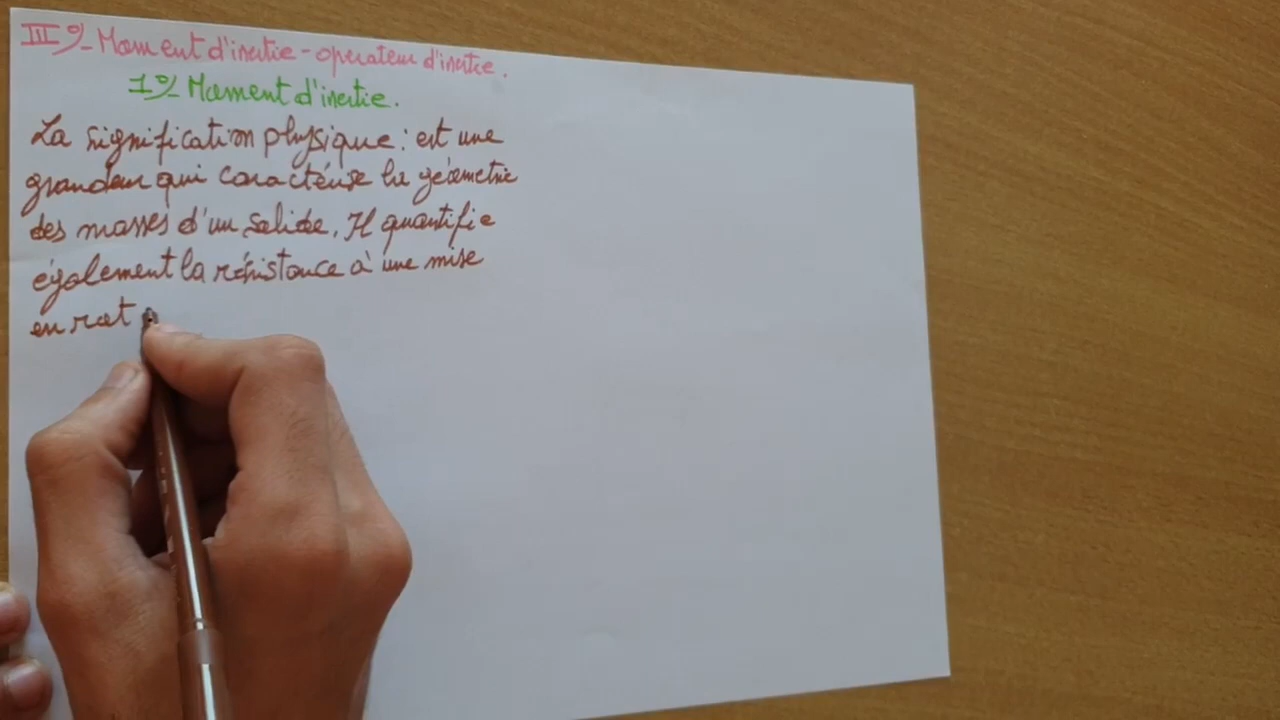 III°/- Moment d'inertie - operateur d'inertie.
1°/- Moment d'inertie.
La signification physique : est une
grandeur qui caractérise la géometrie
des masses d'un solide. Il quantifie
également la résistance à une mise
en rot